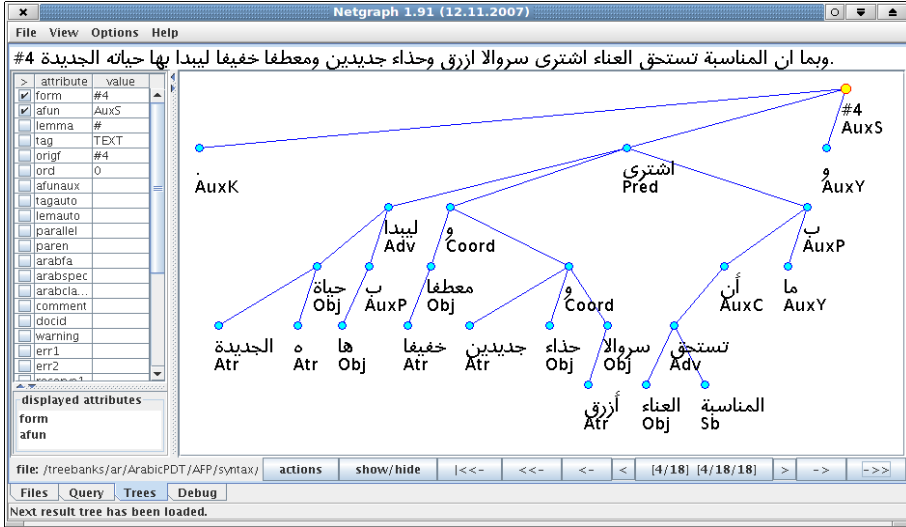 Netgraph 1.91 (12.11.2007)
File View Options Help
#4 وبما ان المناسبة تستحق العناء اشترى سروالا ازرق وحذاء جديدين ومعطفا خفيفا ليبدا بها حياته الجديدة.
> attribute value
form #4
afun AuxS
lemma #
tag TEXT
origf #4
ord 0
afunaux
tagauto
lemauto
parallel
paren
arabfa
arabspec
arabcla...
comment
docid
warning
err1
err2
displayed attributes
form
afun
#4
AuxS
.
AuxK
اشترى
Pred
و
AuxY
ليبدا
Adv
و
Coord
ب
AuxP
حياة
Obj
ب
AuxP
معطفا
Obj
و
Coord
أن
AuxC
ما
AuxY
الجديدة
Atr
ه
Atr
ها
Obj
خفيفا
Atr
جديدين
Atr
حذاء
Obj
سروالا
Obj
تستحق
Adv
أزرق
Atr
العناء
Obj
المناسبة
Sb
file: /treebanks/ar/ArabicPDT/AFP/syntax/ actions show/hide |<<- <<- <- < [4/18] [4/18/18] > -> ->>
Files Query Trees Debug
Next result tree has been loaded.